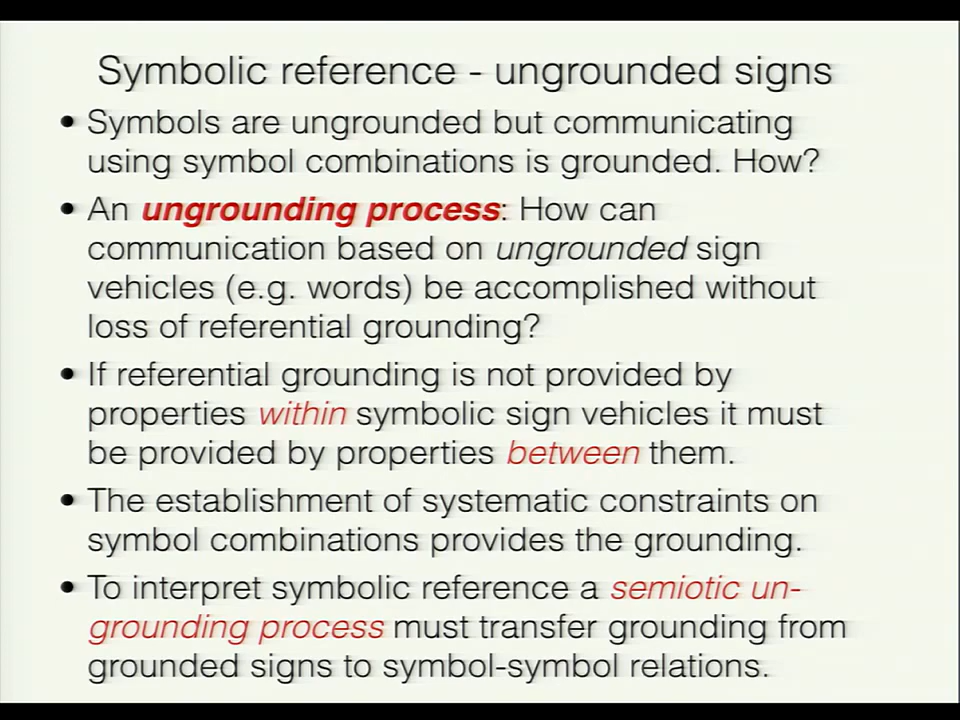 Symbolic reference - ungrounded signs
• Symbols are ungrounded but communicating
using symbol combinations is grounded. How?
• An ungrounding process: How can
communication based on ungrounded sign
vehicles (e.g. words) be accomplished without
loss of referential grounding?
• If referential grounding is not provided by
properties within symbolic sign vehicles it must
be provided by properties between them.
• The establishment of systematic constraints on
symbol combinations provides the grounding.
• To interpret symbolic reference a semiotic un-
grounding process must transfer grounding from
grounded signs to symbol-symbol relations.